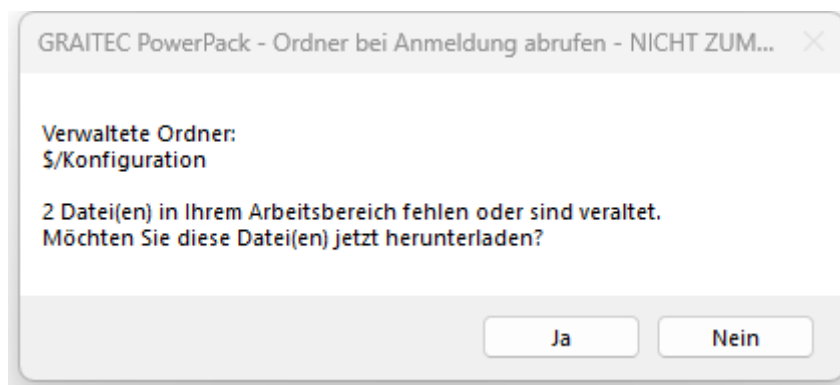 GRAITEC PowerPack - Ordner bei Anmeldung abrufen - NICHT ZUM...
Verwaltete Ordner:
$/Konfiguration
2 Datei(en) in Ihrem Arbeitsbereich fehlen oder sind veraltet.
Möchten Sie diese Datei(en) jetzt herunterladen?
Ja
Nein